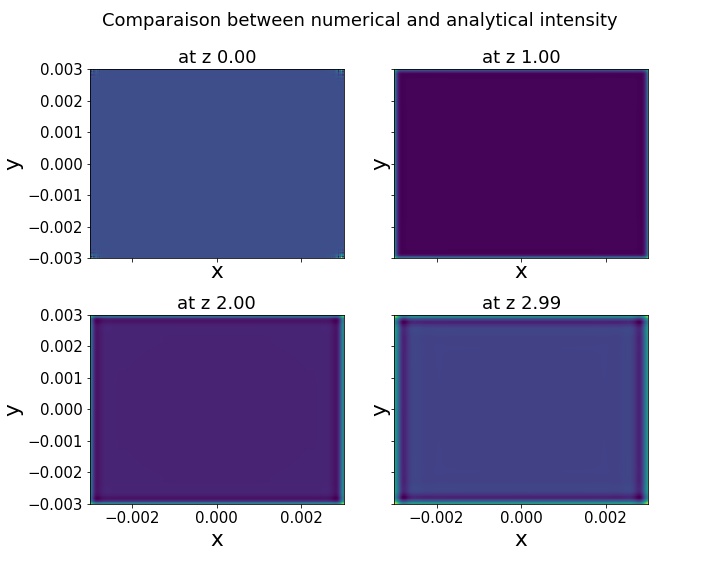 Comparaison between numerical and analytical intensity
at z 0.00
at z 1.00
0.003
0.002
0.001
0.000
−0.001
−0.002
−0.003
y
y
x
x
at z 2.00
at z 2.99
0.003
0.002
0.001
0.000
−0.001
−0.002
−0.003
y
y
−0.002 0.000 0.002
−0.002 0.000 0.002
x
x